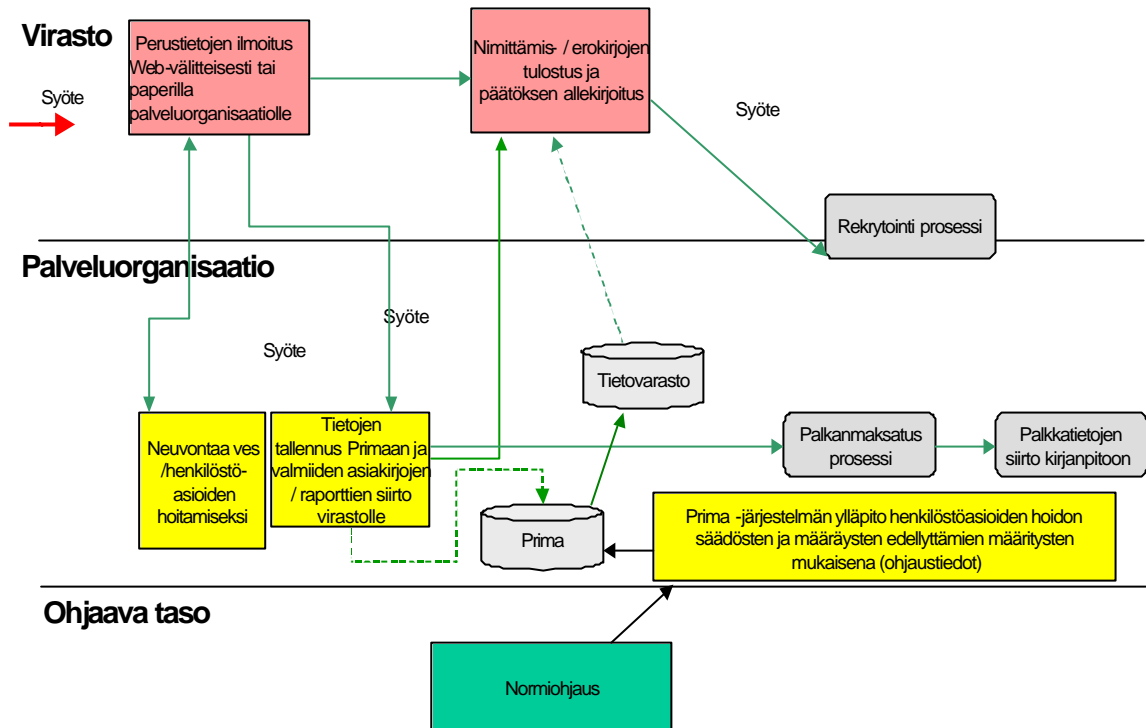 Virasto
Syöte
Perustietojen ilmoitus
Web-välitteisesti tai
paperilla
palveluorganisaatiolle
Nimittämis- / erokirjojen
tulostus ja
päätöksen allekirjoitus
Syöte
Rekrytointi prosessi
Palveluorganisaatio
Syöte
Syöte
Tietovarasto
Neuvontaa ves
/henkilöstö-
asioiden
hoitamiseksi
Tietojen
tallennus Primaan ja
valmiiden asiakirjojen
/ raporttien siirto
virastolle
Palkanmaksatus
prosessi
Palkkatietojen
siirto kirjanpitoon
Prima
Prima -järjestelmän ylläpito henkilöstöasioiden hoidon
säädösten ja määräysten edellyttämien määritysten
mukaisena (ohjaustiedot)
Ohjaava taso
Normiohjaus